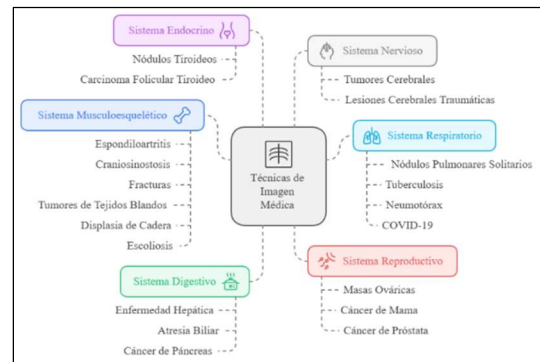 Sistema Endocrino
Nódulos Tiroideos
Carcinoma Folicular Tiroideo
Sistema Musculoesquelético
Espondiloartritis
Craniosinostosis
Fracturas
Tumores de Tejidos Blandos
Displasia de Cadera
Escoliosis
Sistema Digestivo
Enfermedad Hepática
Atresia Biliar
Cáncer de Páncreas
Técnicas de
Imagen
Médica
Sistema Nervioso
Tumores Cerebrales
Lesiones Cerebrales Traumáticas
Sistema Respiratorio
Nódulos Pulmonares Solitarios
Tuberculosis
Neumotórax
COVID-19
Sistema Reproductivo
Masas Ováricas
Cáncer de Mama
Cáncer de Próstata